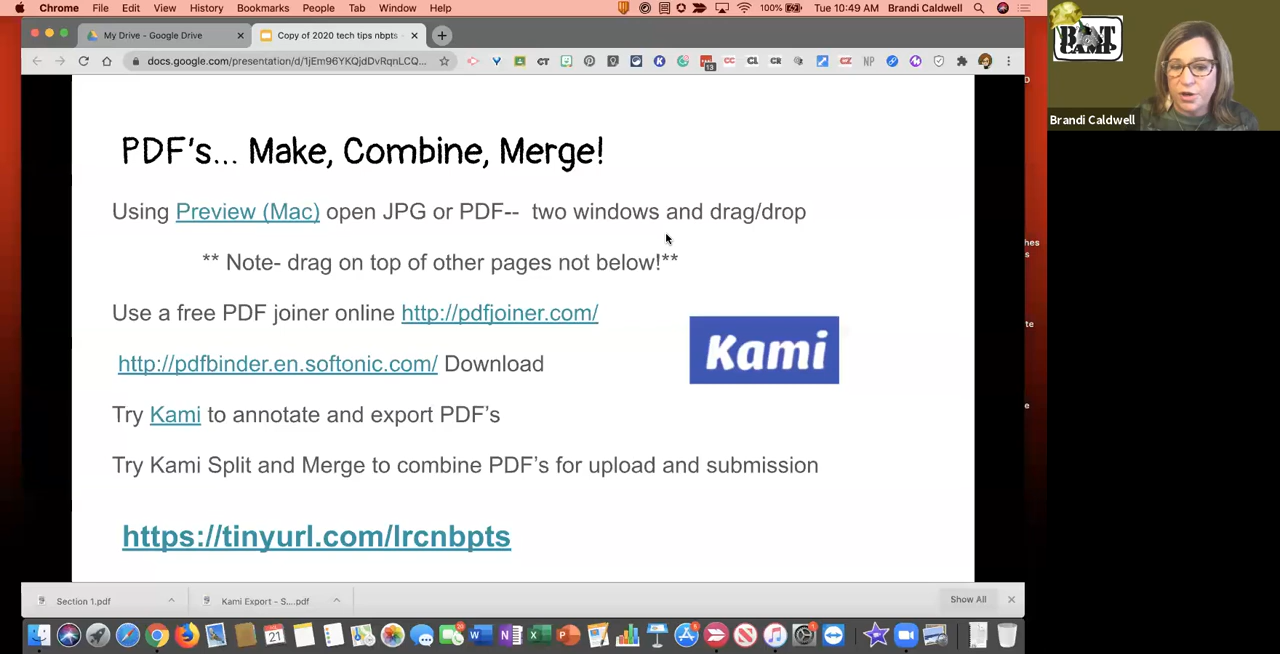 Chrome File Edit View History Bookmarks People Tab Window Help 100% Tue 10:49 AM Brandi Caldwell
My Drive - Google Drive Copy of 2020 tech tips nbpts
docs.google.com/presentation/d/1jEm96YKQjdDvRqnLCQ...
PDF's... Make, Combine, Merge!
Using Preview (Mac) open JPG or PDF-- two windows and drag/drop
** Note- drag on top of other pages not below!**
Use a free PDF joiner online http://pdfjoiner.com/
http://pdfbinder.en.softonic.com/ Download
Kami
Try Kami to annotate and export PDF's
Try Kami Split and Merge to combine PDF's for upload and submission
https://tinyurl.com/lrcnbpts
Section 1.pdf Kami Export - S....pdf Show All
BOOT
CAMP
Brandi Caldwell